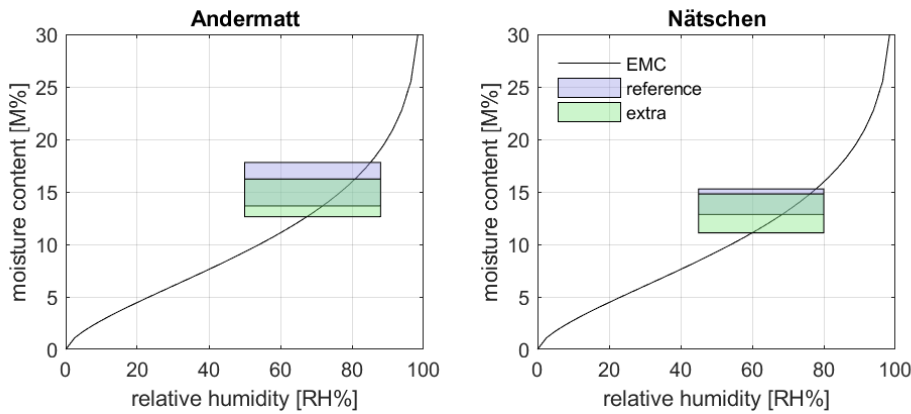 Andermatt
30
25
20
15
10
5
0
moisture content [M%]
0 20 40 60 80 100
relative humidity [RH%]
Nätschen
30
25
20
15
10
5
0
moisture content [M%]
EMC
reference
extra
0 20 40 60 80 100
relative humidity [RH%]